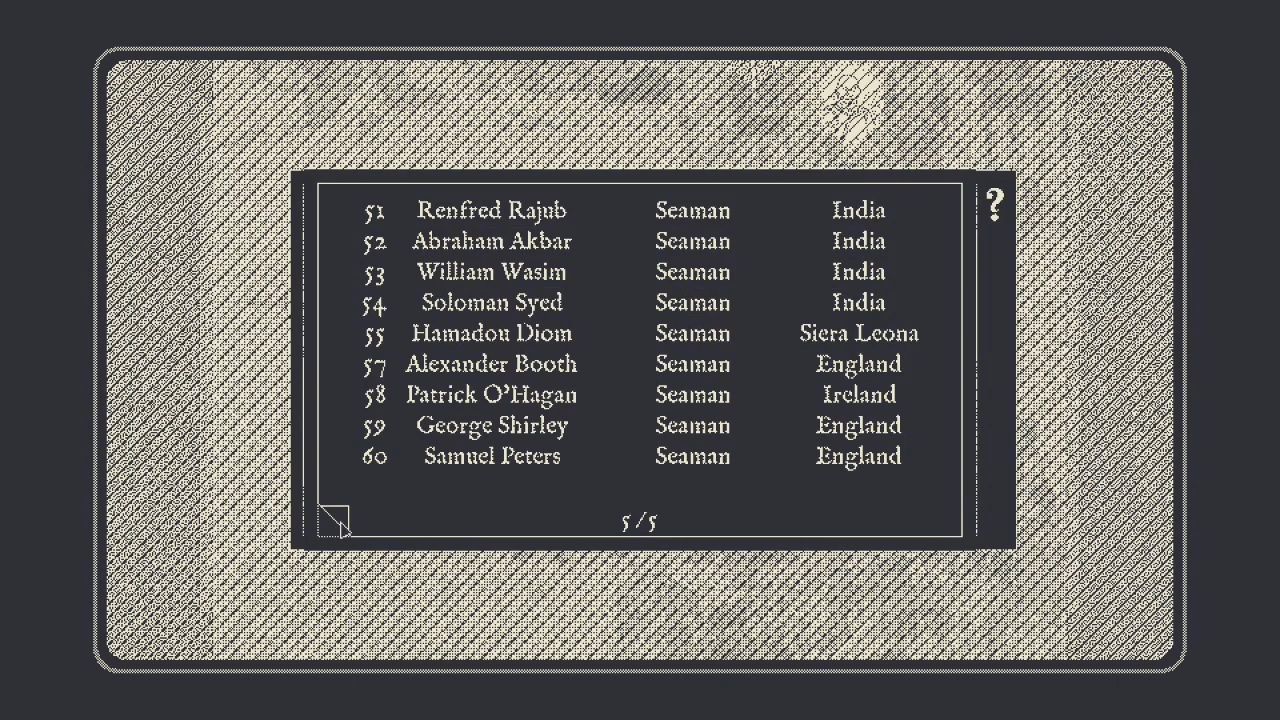 51 Renfred Rajub Seaman India
?
52 Abraham Akbar Seaman India
53 William Wasim Seaman India
54 Soloman Syed Seaman India
55 Hamadou Diom Seaman Siera Leona
57 Alexander Booth Seaman England
58 Patrick O'Hagan Seaman Ireland
59 George Shirley Seaman England
60 Samuel Peters Seaman England
5/5